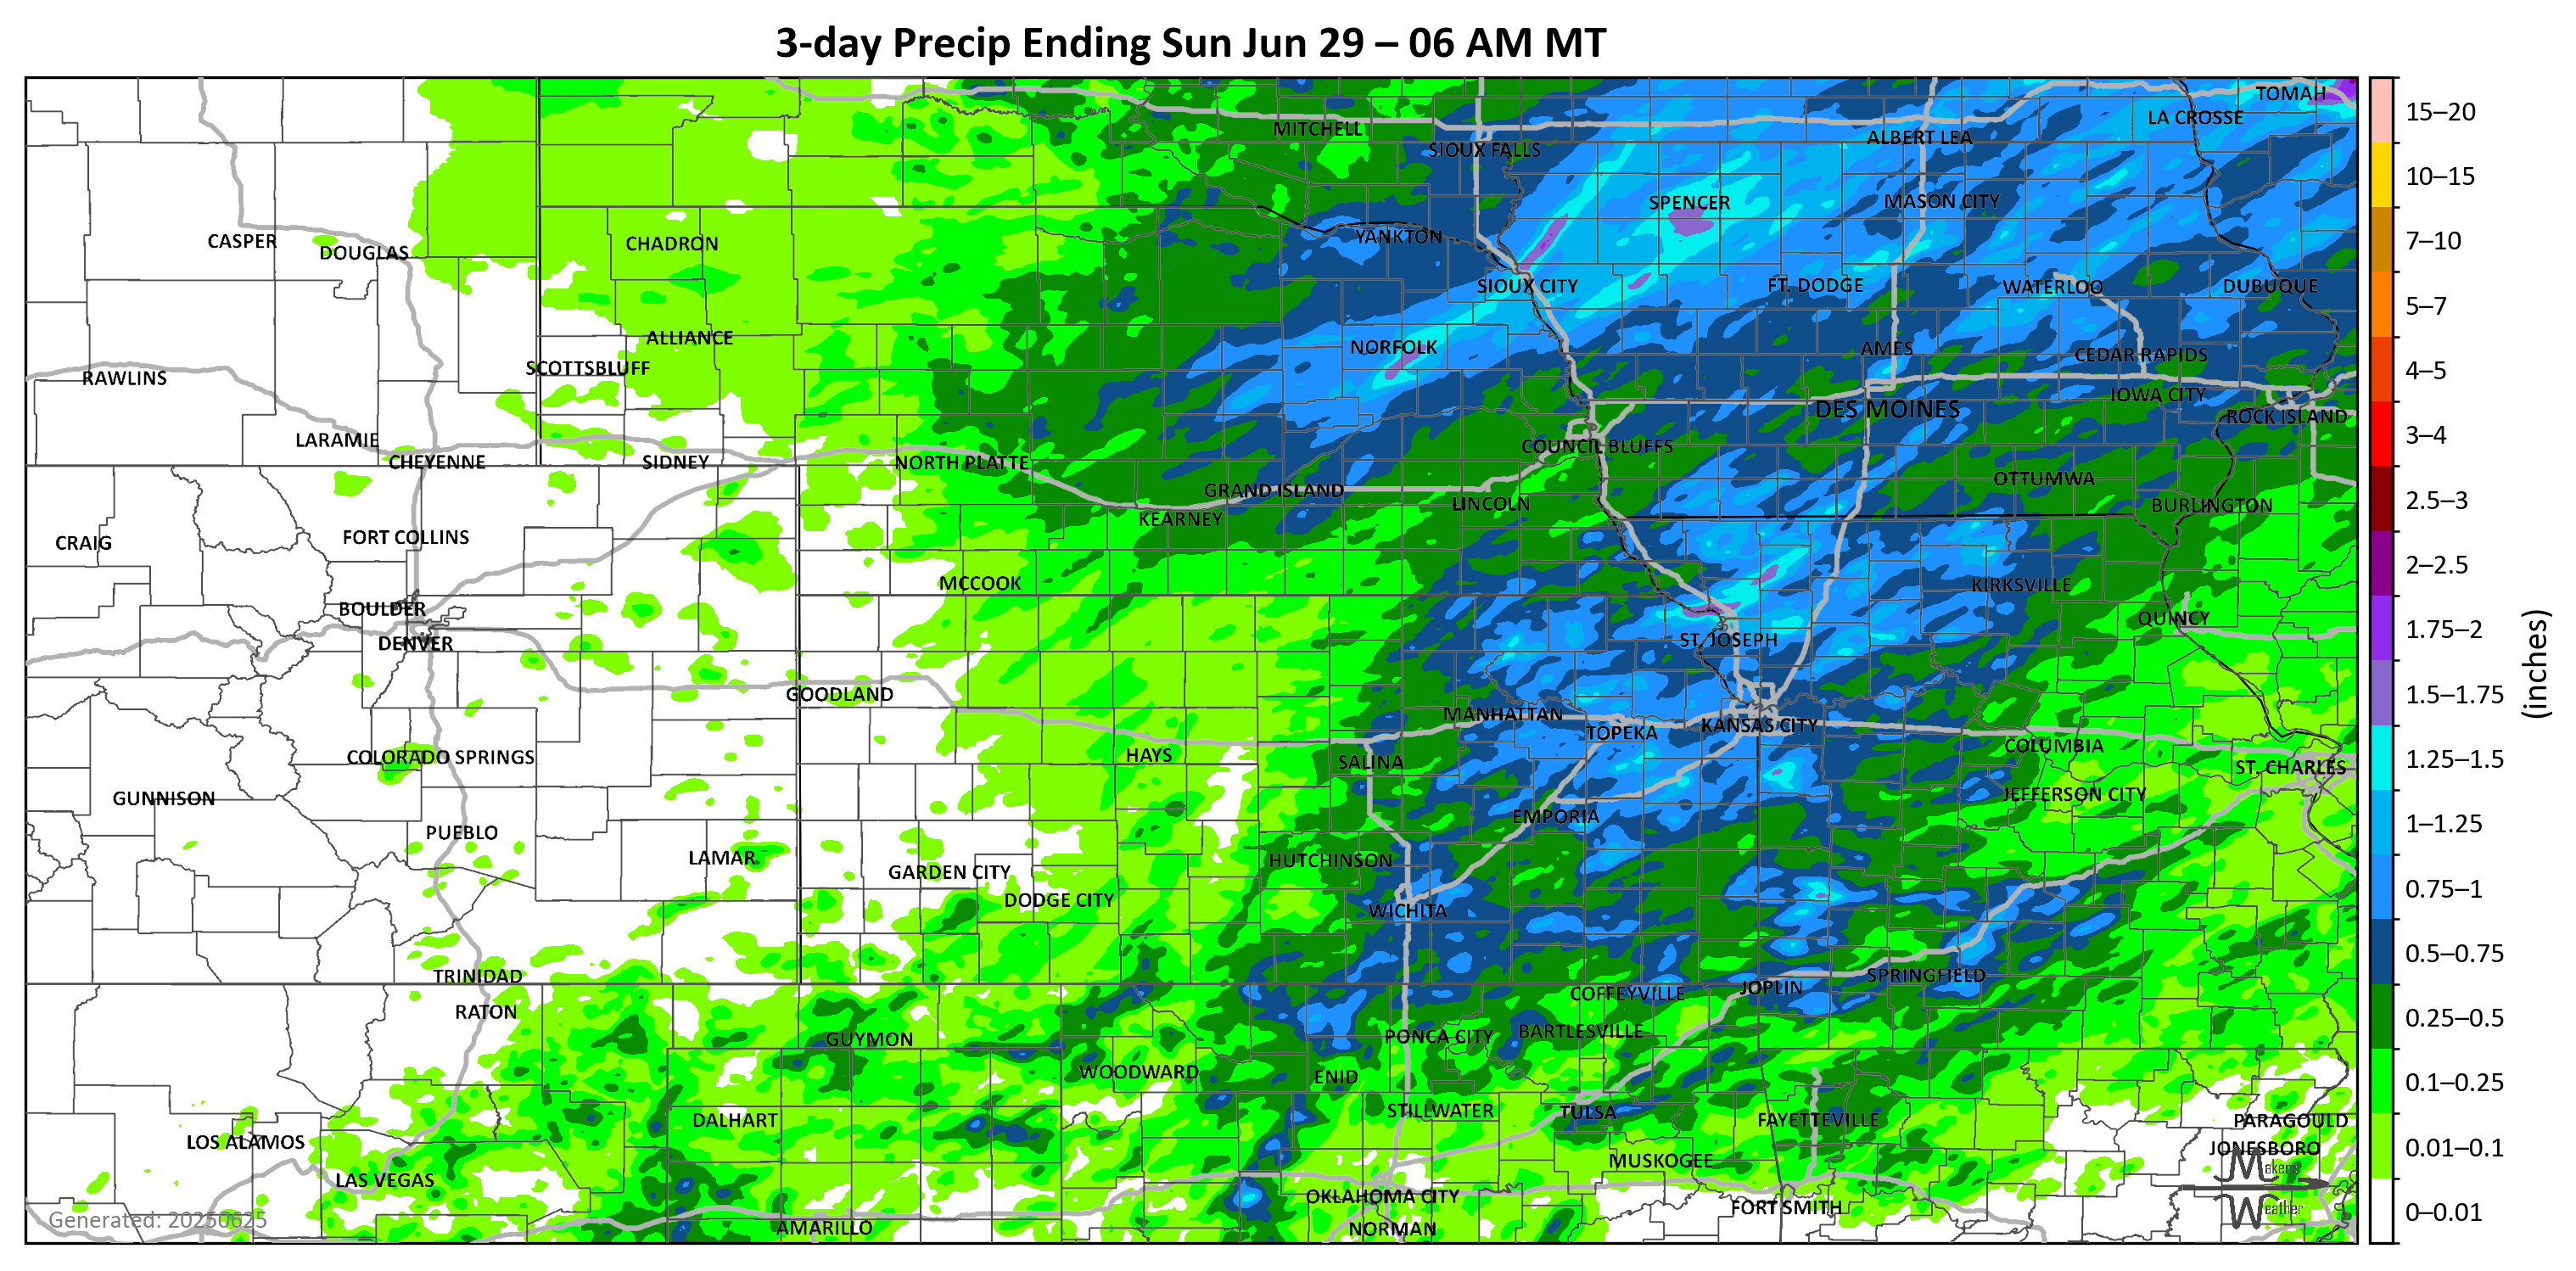 3-day Precip Ending Sun Jun 29 – 06 AM MT
TOMAH
LA CROSSE
MITCHELL
ALBERT LEA
SIOUX FALLS
SPENCER
MASON CITY
YANKTON
CASPER
DOUGLAS
CHADRON
SIOUX CITY
FT. DODGE
WATERLOO
DUBUQUE
ALLIANCE
NORFOLK
AMES
CEDAR RAPIDS
SCOTTSBLUFF
RAWLINS
IOWA CITY
DES MOINES
ROCK ISLAND
LARAMIE
COUNCIL BLUFFS
CHEYENNE
SIDNEY
NORTH PLATTE
OTTUMWA
GRAND ISLAND
LINCOLN
BURLINGTON
KEARNEY
FORT COLLINS
CRAIG
MCCOOK
KIRKSVILLE
BOULDER
QUINCY
DENVER
ST. JOSEPH
GOODLAND
MANHATTAN
TOPEKA
KANSAS CITY
COLUMBIA
COLORADO SPRINGS
HAYS
SALINA
ST. CHARLES
GUNNISON
JEFFERSON CITY
EMPORIA
PUEBLO
LAMAR
HUTCHINSON
GARDEN CITY
DODGE CITY
WICHITA
TRINIDAD
SPRINGFIELD
JOPLIN
COFFEYVILLE
RATON
GUYMON
PONCA CITY
BARTLESVILLE
WOODWARD
ENID
STILLWATER
TULSA
DALHART
FAYETTEVILLE
PARAGOULD
LOS ALAMOS
JONESBORO
MUSKOGEE
LAS VEGAS
OKLAHOMA CITY
FORT SMITH
AMARILLO
NORMAN
Makens
Weather
Generated: 20250625
15–20
10–15
7–10
5–7
4–5
3–4
2.5–3
2–2.5
1.75–2
1.5–1.75
1.25–1.5
1–1.25
0.75–1
0.5–0.75
0.25–0.5
0.1–0.25
0.01–0.1
0–0.01
(inches)